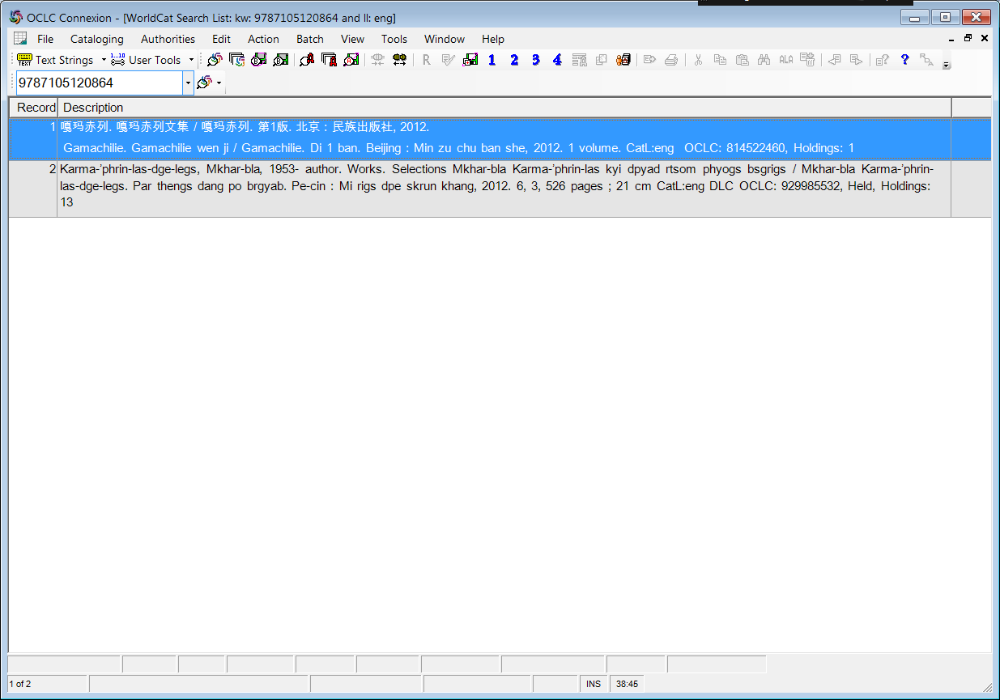 OCLC Connexion - [WorldCat Search List: kw: 9787105120864 and ll: eng]
File Cataloging Authorities Edit Action Batch View Tools Window Help
Text Strings User Tools R 1 2 3 4 ALA ?
9787105120864
Record Description
1 嘎玛赤列. 嘎玛赤列文集 / 嘎玛赤列. 第1版. 北京 : 民族出版社, 2012.
Gamachilie. Gamachilie wen ji / Gamachilie. Di 1 ban. Beijing : Min zu chu ban she, 2012. 1 volume. CatL:eng OCLC: 814522460, Holdings: 1
2 Karma-'phrin-las-dge-legs, Mkhar-bla, 1953- author. Works. Selections Mkhar-bla Karma-'phrin-las kyi dpyad rtsom phyogs bsgrigs / Mkhar-bla Karma-'phrin-
las-dge-legs. Par thengs dang po brgyab. Pe-cin : Mi rigs dpe skrun khang, 2012. 6, 3, 526 pages ; 21 cm CatL:eng DLC OCLC: 929985532, Held, Holdings:
13
1 of 2 INS 38:45